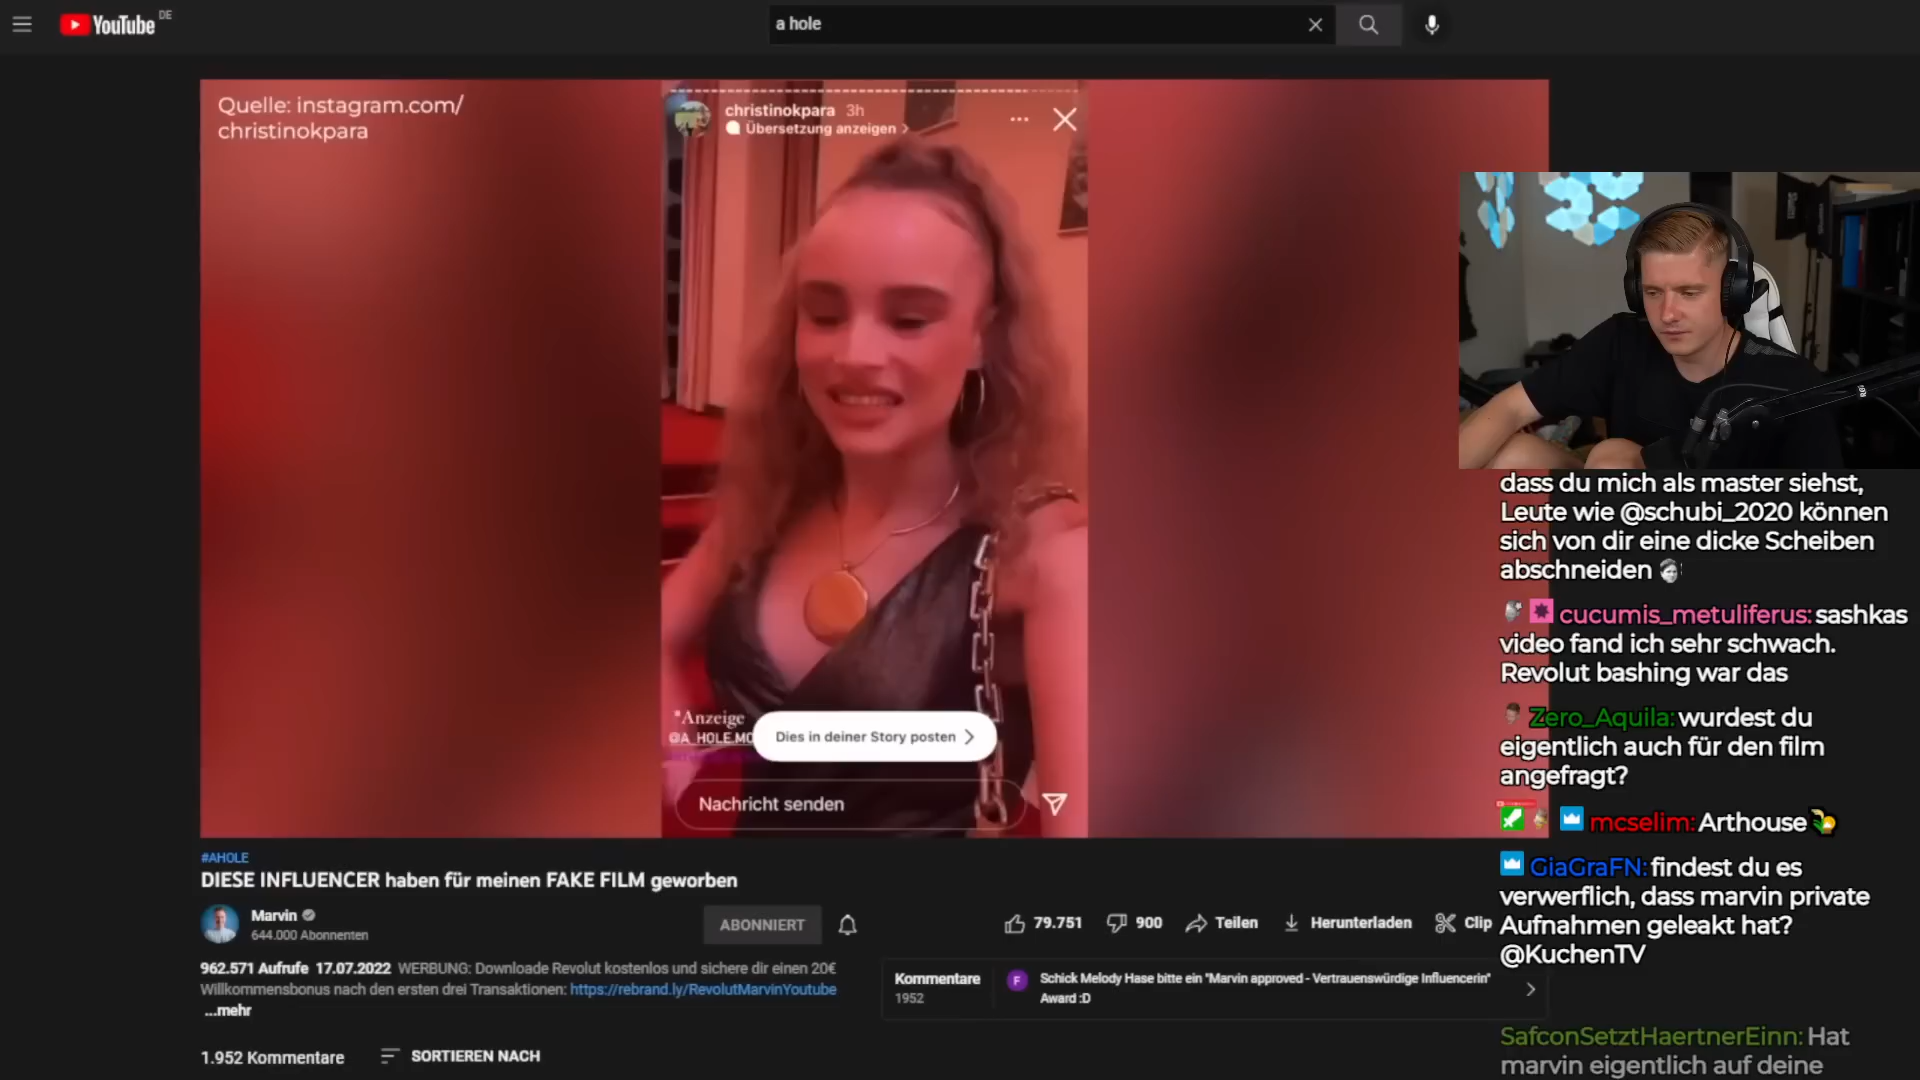 YouTube DE
a hole
Quelle: instagram.com/
christinokpara
christinokpara 3h
Übersetzung anzeigen
*Anzeige
@A_HOLE.MO
Dies in deiner Story posten
Nachricht senden
#AHOLE
DIESE INFLUENCER haben für meinen FAKE FILM geworben
Marvin
644.000 Abonnenten
ABONNIERT
79.751
900
Teilen
Herunterladen
Clip
962.571 Aufrufe 17.07.2022 WERBUNG: Downloade Revolut kostenlos und sichere dir einen 20€
Willkommensbonus nach den ersten drei Transaktionen: https://rebrand.ly/RevolutMarvinYoutube
...mehr
Kommentare
1952
F
Schick Melody Hase bitte ein "Marvin approved - Vertrauenswürdige Influencerin"
Award :D
1.952 Kommentare
SORTIEREN NACH
dass du mich als master siehst,
Leute wie @schubi_2020 können
sich von dir eine dicke Scheiben
abschneiden
cucumis_metuliferus: sashkas
video fand ich sehr schwach.
Revolut bashing war das
Zero_Aquila: wurdest du
eigentlich auch für den film
angefragt?
mcselim: Arthouse
GiaGraFN: findest du es
verwerflich, dass marvin private
Aufnahmen geleakt hat?
@KuchenTV
SafconSetztHaertnerEinn: Hat
marvin eigentlich auf deine